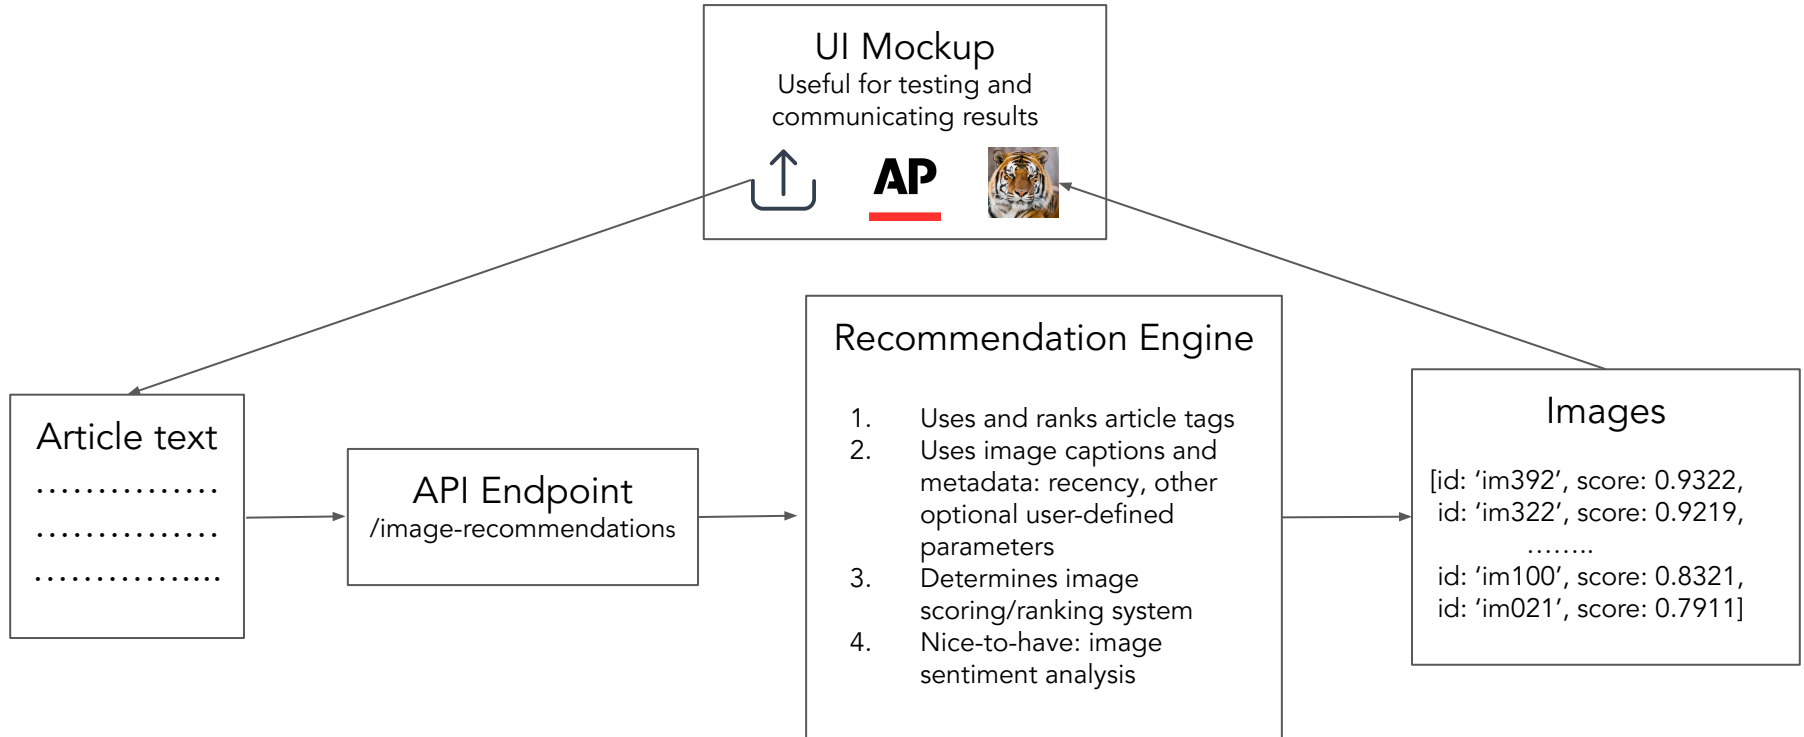 UI Mockup
Useful for testing and
communicating results
AP
Article text
……………
……………
…………....
API Endpoint
/image-recommendations
Recommendation Engine
1. Uses and ranks article tags
2. Uses image captions and
metadata: recency, other
optional user-defined
parameters
3. Determines image
scoring/ranking system
4. Nice-to-have: image
sentiment analysis
Images
[id: ‘im392’, score: 0.9322,
id: ‘im322’, score: 0.9219,
……..
id: ‘im100’, score: 0.8321,
id: ‘im021’, score: 0.7911]